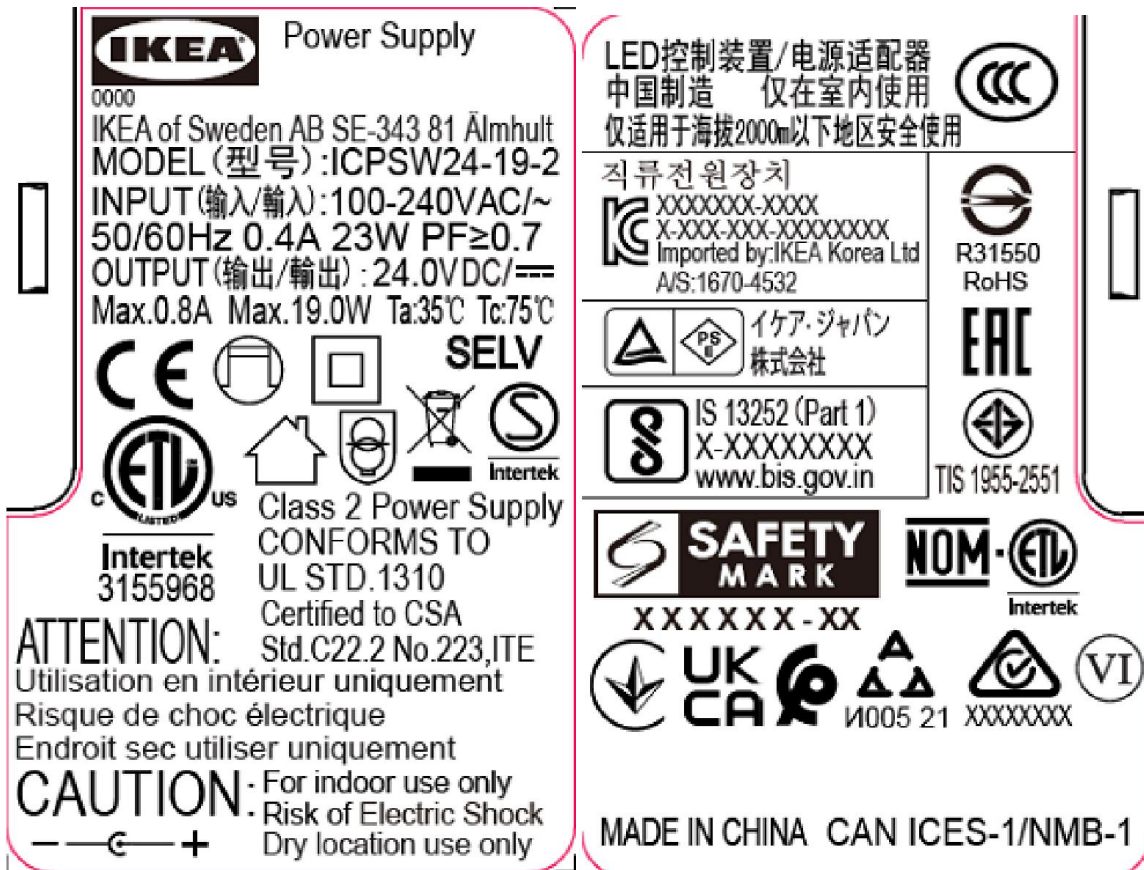 IKEA
Power Supply
0000
IKEA of Sweden AB SE-343 81 Älmhult
MODEL(型号):ICPSW24-19-2
INPUT(输入/輸入):100-240VAC/~
50/60Hz 0.4A 23W PF≥0.7
OUTPUT(输出/輸出):24.0VDC/⎓
Max.0.8A Max.19.0W Ta:35℃ Tc:75℃
CE
SELV
S
Intertek
ETL
LISTED
C
US
TM
Intertek
3155968
Class 2 Power Supply
CONFORMS TO
UL STD.1310
Certified to CSA
Std.C22.2 No.223,ITE
ATTENTION:
Utilisation en intérieur uniquement
Risque de choc électrique
Endroit sec utiliser uniquement
CAUTION:
For indoor use only
Risk of Electric Shock
Dry location use only
LED控制装置/电源适配器
中国制造 仅在室内使用
仅适用于海拔2000m以下地区安全使用
CCC
직류전원장치
KC
XXXXXXX-XXXX
X-XXX-XXX-XXXXXXXX
Imported by:IKEA Korea Ltd
A/S:1670-4532
R31550
RoHS
PS
E
イケア・ジャパン
株式会社
EAC
IS 13252 (Part 1)
X-XXXXXXXX
www.bis.gov.in
TIS 1955-2551
SAFETY
MARK
XXXXXX-XX
NOM-ETL
Intertek
UK
CA
И005 21
XXXXXXXX
VI
MADE IN CHINA CAN ICES-1/NMB-1